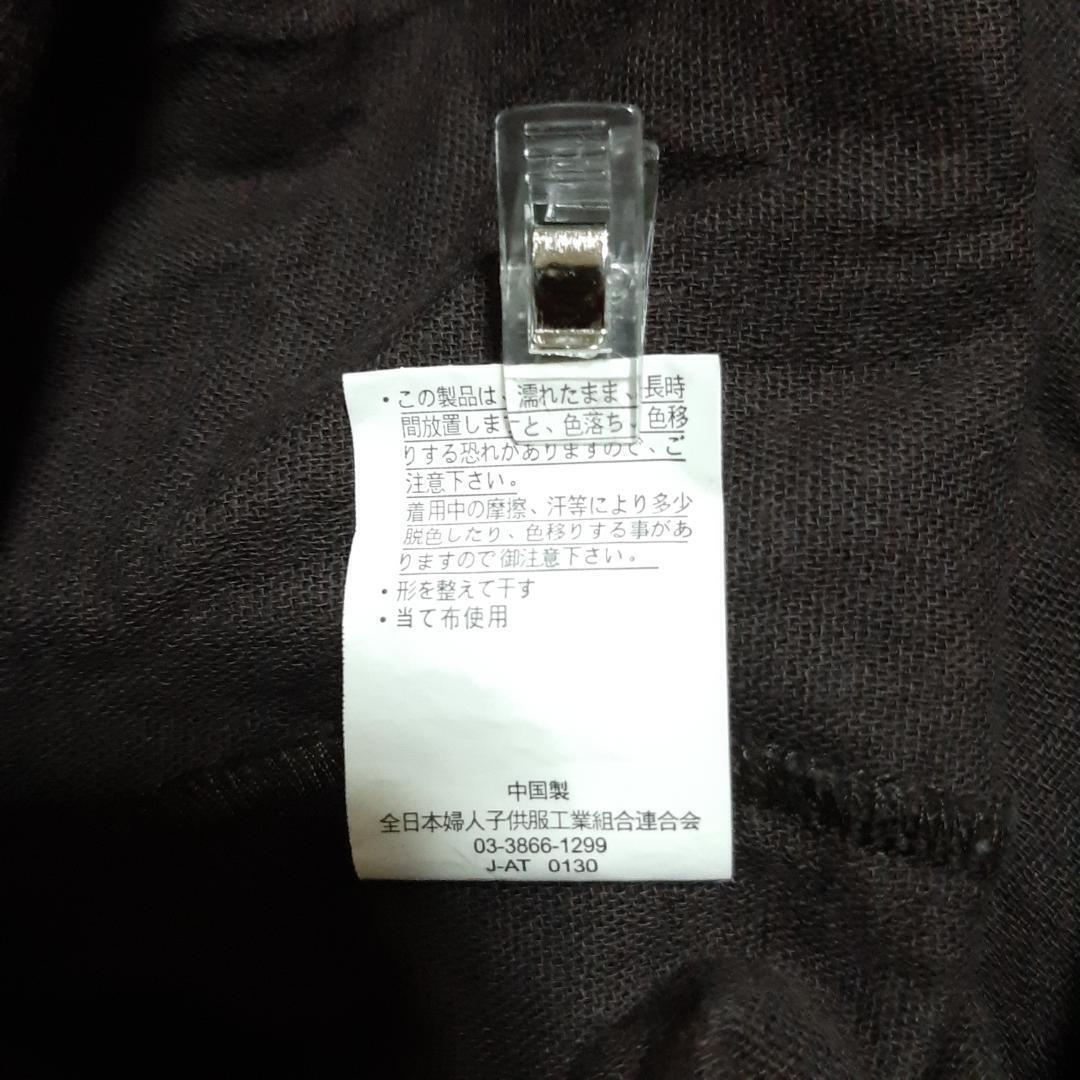 ・この製品は、濡れたまま、長時
間放置しますと、色落ち、色移
りする恐れがありますので、ご
注意下さい。
着用中の摩擦、汗等により多少
脱色したり、色移りする事があ
りますので御注意下さい。
・形を整えて干す
・当て布使用
中国製
全日本婦人子供服工業組合連合会
03-3866-1299
J-AT 0130